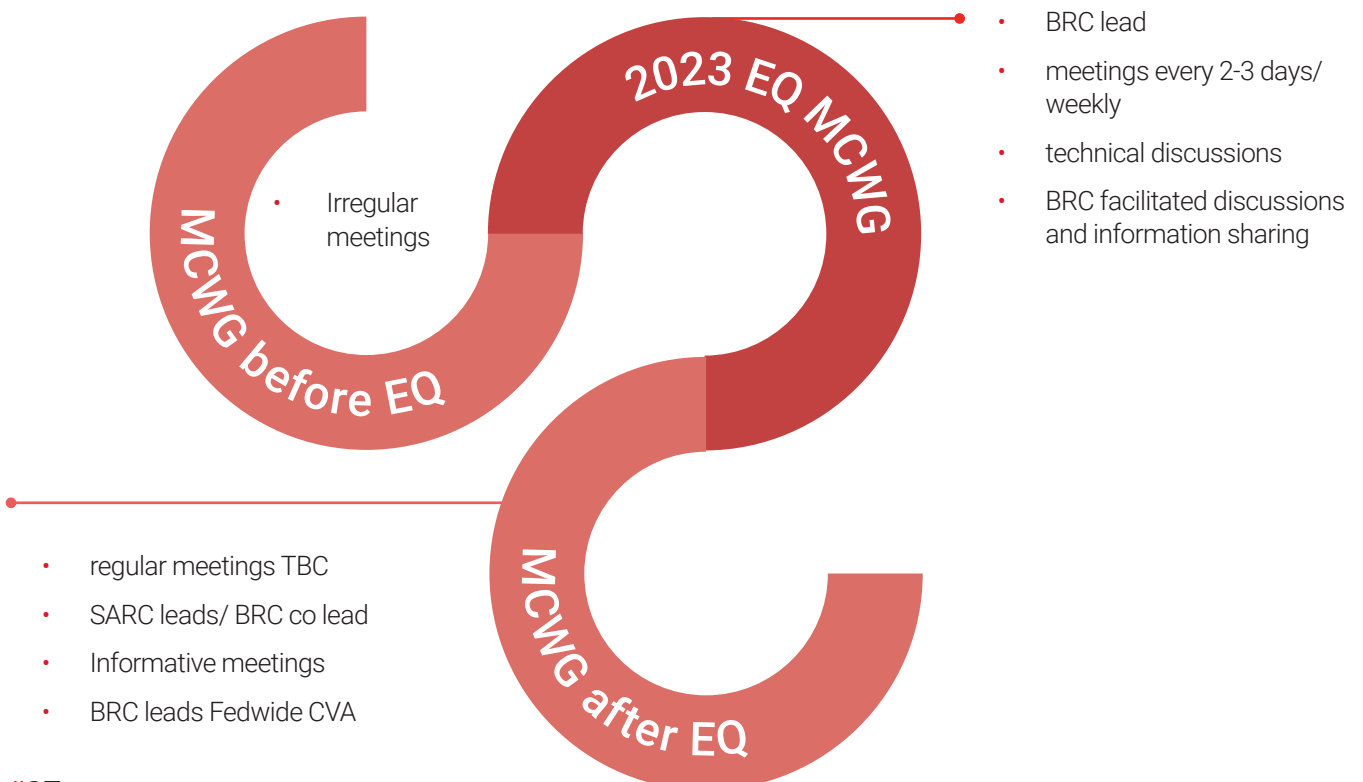 MCWG before EQ
• Irregular
meetings
2023 EQ MCWG
• BRC lead
• meetings every 2-3 days/
weekly
• technical discussions
• BRC facilitated discussions
and information sharing
MCWG after EQ
• regular meetings TBC
• SARC leads/ BRC co lead
• Informative meetings
• BRC leads Fedwide CVA